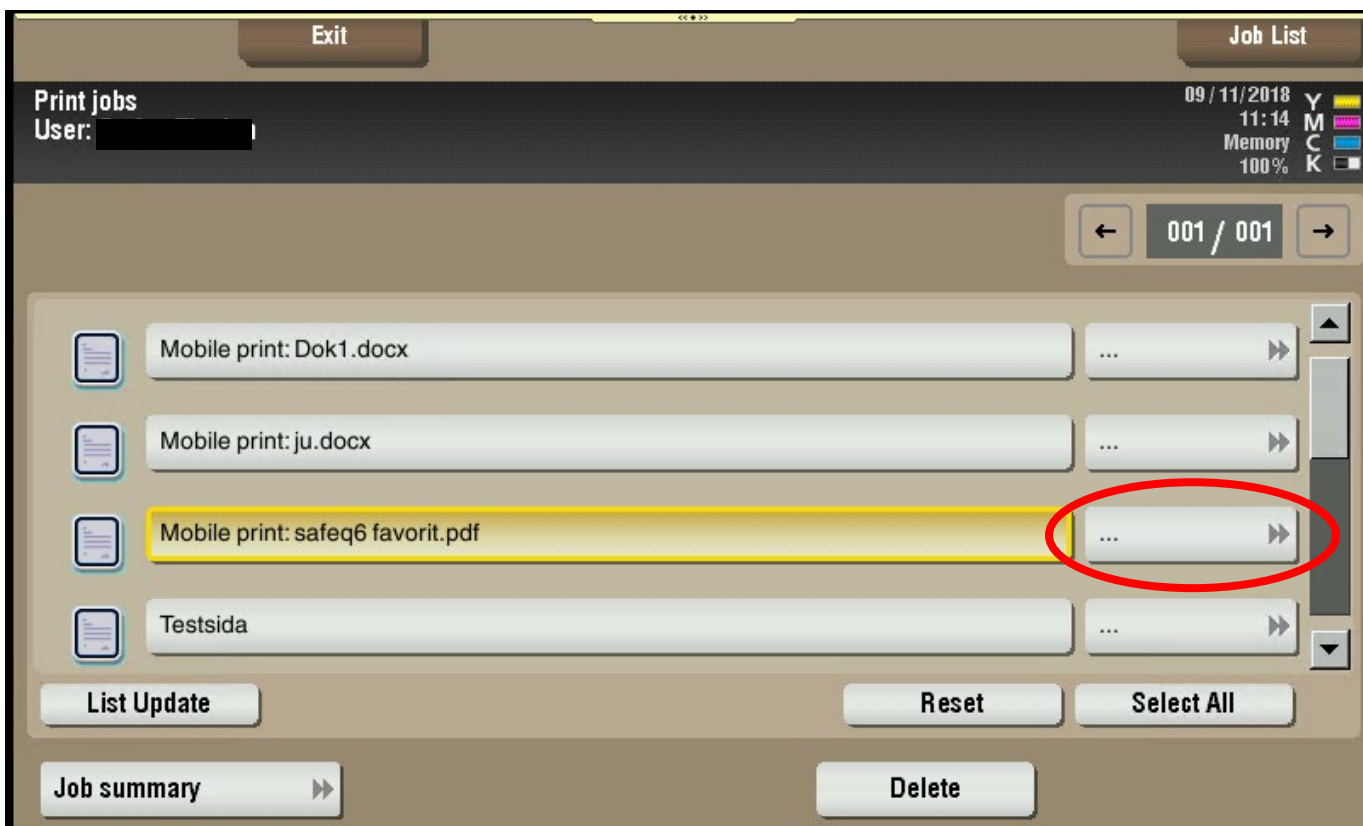 Exit
Job List
Print jobs
User:
09/11/2018
11:14
Memory
100%
Y
M
C
K
← 001 / 001 →
Mobile print: Dok1.docx ...
Mobile print: ju.docx ...
Mobile print: safeq6 favorit.pdf ...
Testsida ...
List Update
Reset
Select All
Job summary
Delete